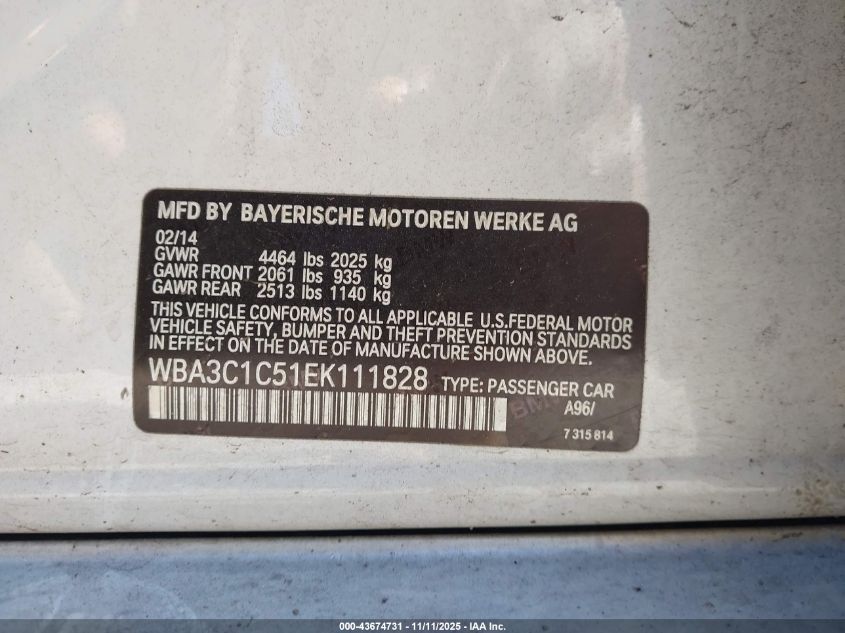 MFD BY BAYERISCHE MOTOREN WERKE AG
02/14
GVWR 4464 lbs 2025 kg
GAWR FRONT 2061 lbs 935 kg
GAWR REAR 2513 lbs 1140 kg
THIS VEHICLE CONFORMS TO ALL APPLICABLE U.S.FEDERAL MOTOR
VEHICLE SAFETY, BUMPER AND THEFT PREVENTION STANDARDS
IN EFFECT ON THE DATE OF MANUFACTURE SHOWN ABOVE.
WBA3C1C51EK111828 TYPE: PASSENGER CAR
A96/
7 315 814
000-43674731 - 11/11/2025 - IAA Inc.